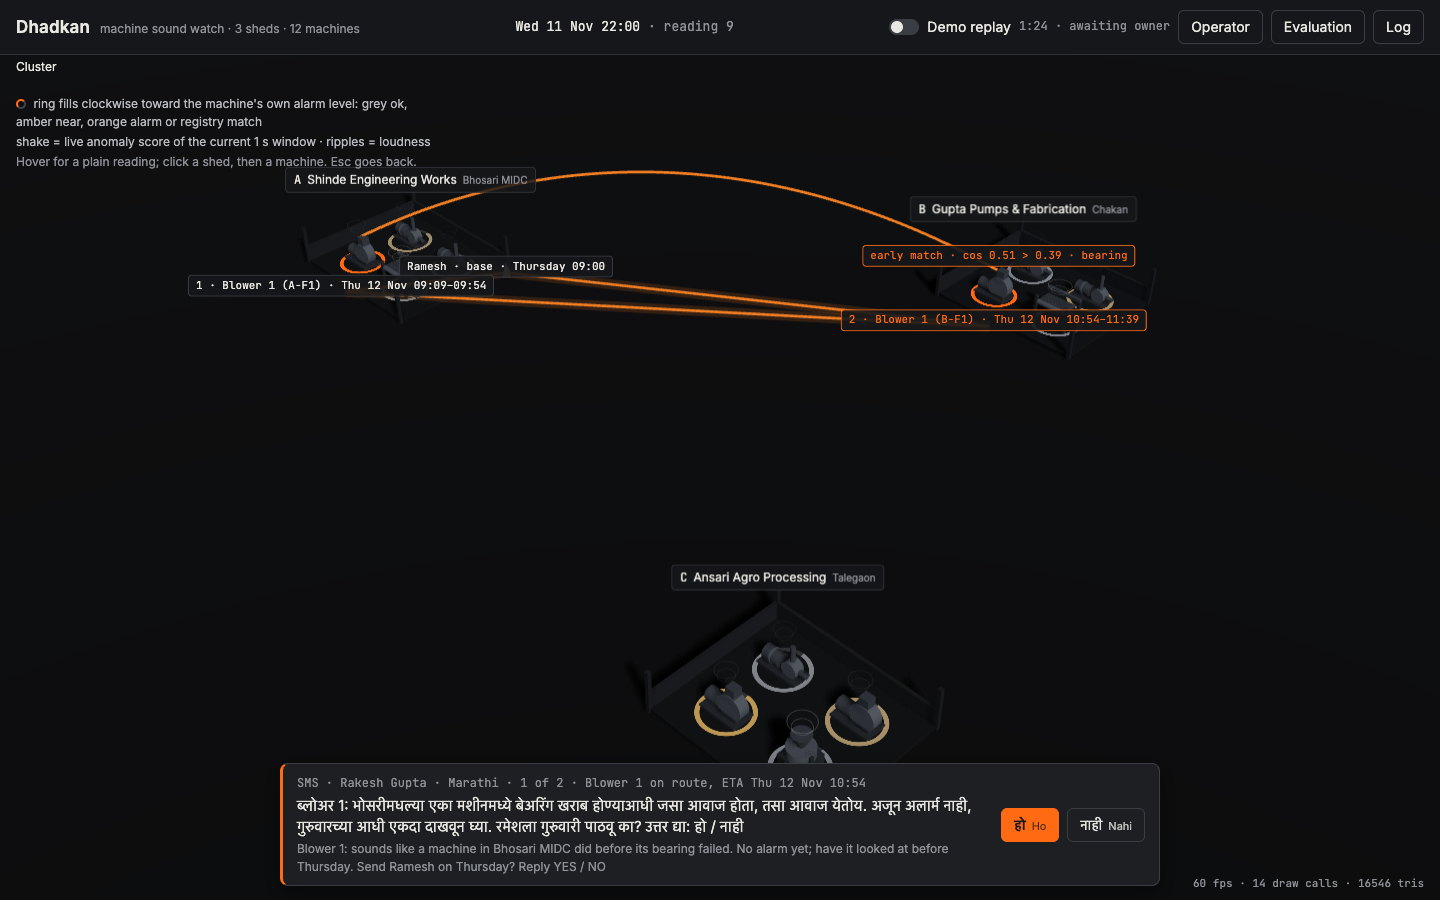 Dhadkan machine sound watch · 3 sheds · 12 machines
Wed 11 Nov 22:00 · reading 9
Demo replay 1:24 · awaiting owner
Operator
Evaluation
Log
Cluster
ring fills clockwise toward the machine's own alarm level: grey ok,
amber near, orange alarm or registry match
shake = live anomaly score of the current 1 s window · ripples = loudness
Hover for a plain reading; click a shed, then a machine. Esc goes back.
A Shinde Engineering Works Bhosari MIDC
B Gupta Pumps & Fabrication Chakan
early match · cos 0.51 > 0.39 · bearing
Ramesh · base · Thursday 09:00
1 · Blower 1 (A-F1) · Thu 12 Nov 09:09–09:54
2 · Blower 1 (B-F1) · Thu 12 Nov 10:54–11:39
C Ansari Agro Processing Talegaon
SMS · Rakesh Gupta · Marathi · 1 of 2 · Blower 1 on route, ETA Thu 12 Nov 10:54
ब्लोअर 1: भोसरीमधल्या एका मशीनमध्ये बेअरिंग खराब होण्याआधी जसा आवाज होता, तसा आवाज येतोय. अजून अलार्म नाही,
गुरुवारच्या आधी एकदा दाखवून घ्या. रमेशला गुरुवारी पाठवू का? उत्तर द्या: हो / नाही
Blower 1: sounds like a machine in Bhosari MIDC did before its bearing failed. No alarm yet; have it looked at before
Thursday. Send Ramesh on Thursday? Reply YES / NO
हो Ho
नाही Nahi
60 fps · 14 draw calls · 16546 tris